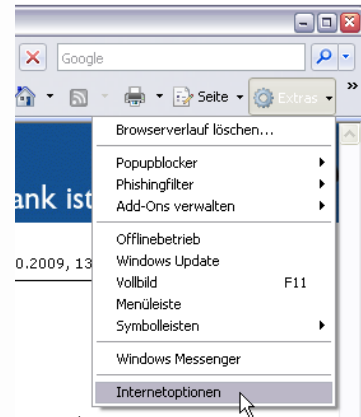 Google
Seite Extras »
Browserverlauf löschen...
Popupblocker
Phishingfilter
Add-Ons verwalten
ank ist
Offlinebetrieb
0.2009, 13
Windows Update
Vollbild F11
Menüleiste
Symbolleisten
Windows Messenger
Internetoptionen